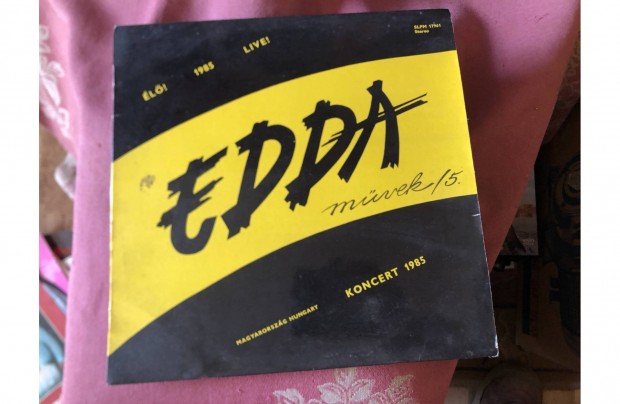 ÉLŐ! 1985 LIVE!
SLPM 17961
Stereo
EDDA
művek/5.
KONCERT 1985
MAGYARORSZÁG HUNGARY